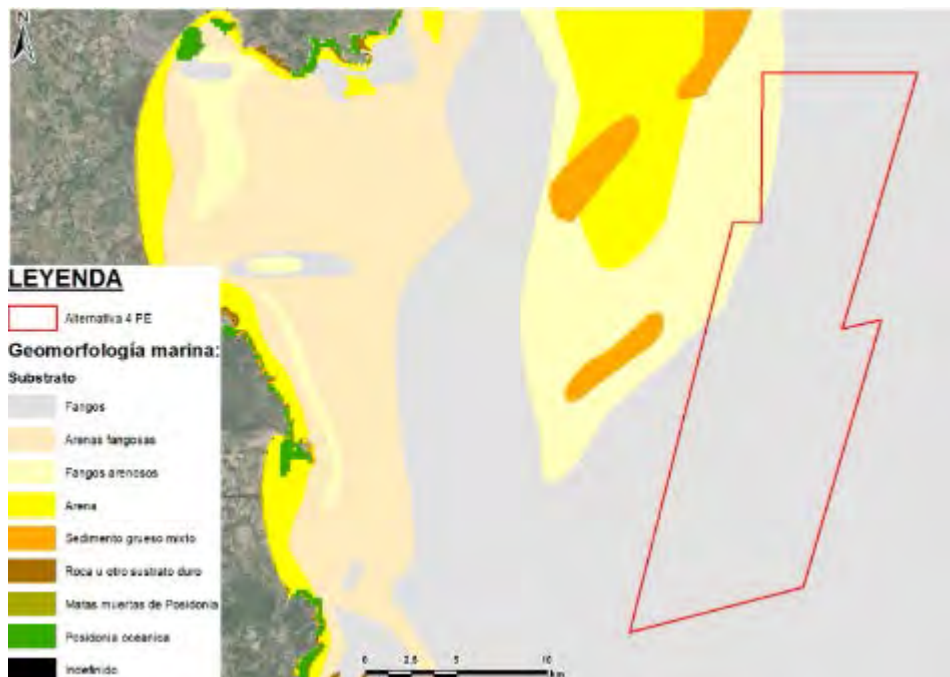 N
LEYENDA
Alternativa 4 PE
Geomorfología marina:
Substrato
Fangos
Arenas fangosas
Fangos arenosos
Arena
Sedimento grueso mixto
Roca u otro sustrato duro
Matas muertas de Posidonia
Posidonia oceanica
Indefinido
0 2,5 5 10
km